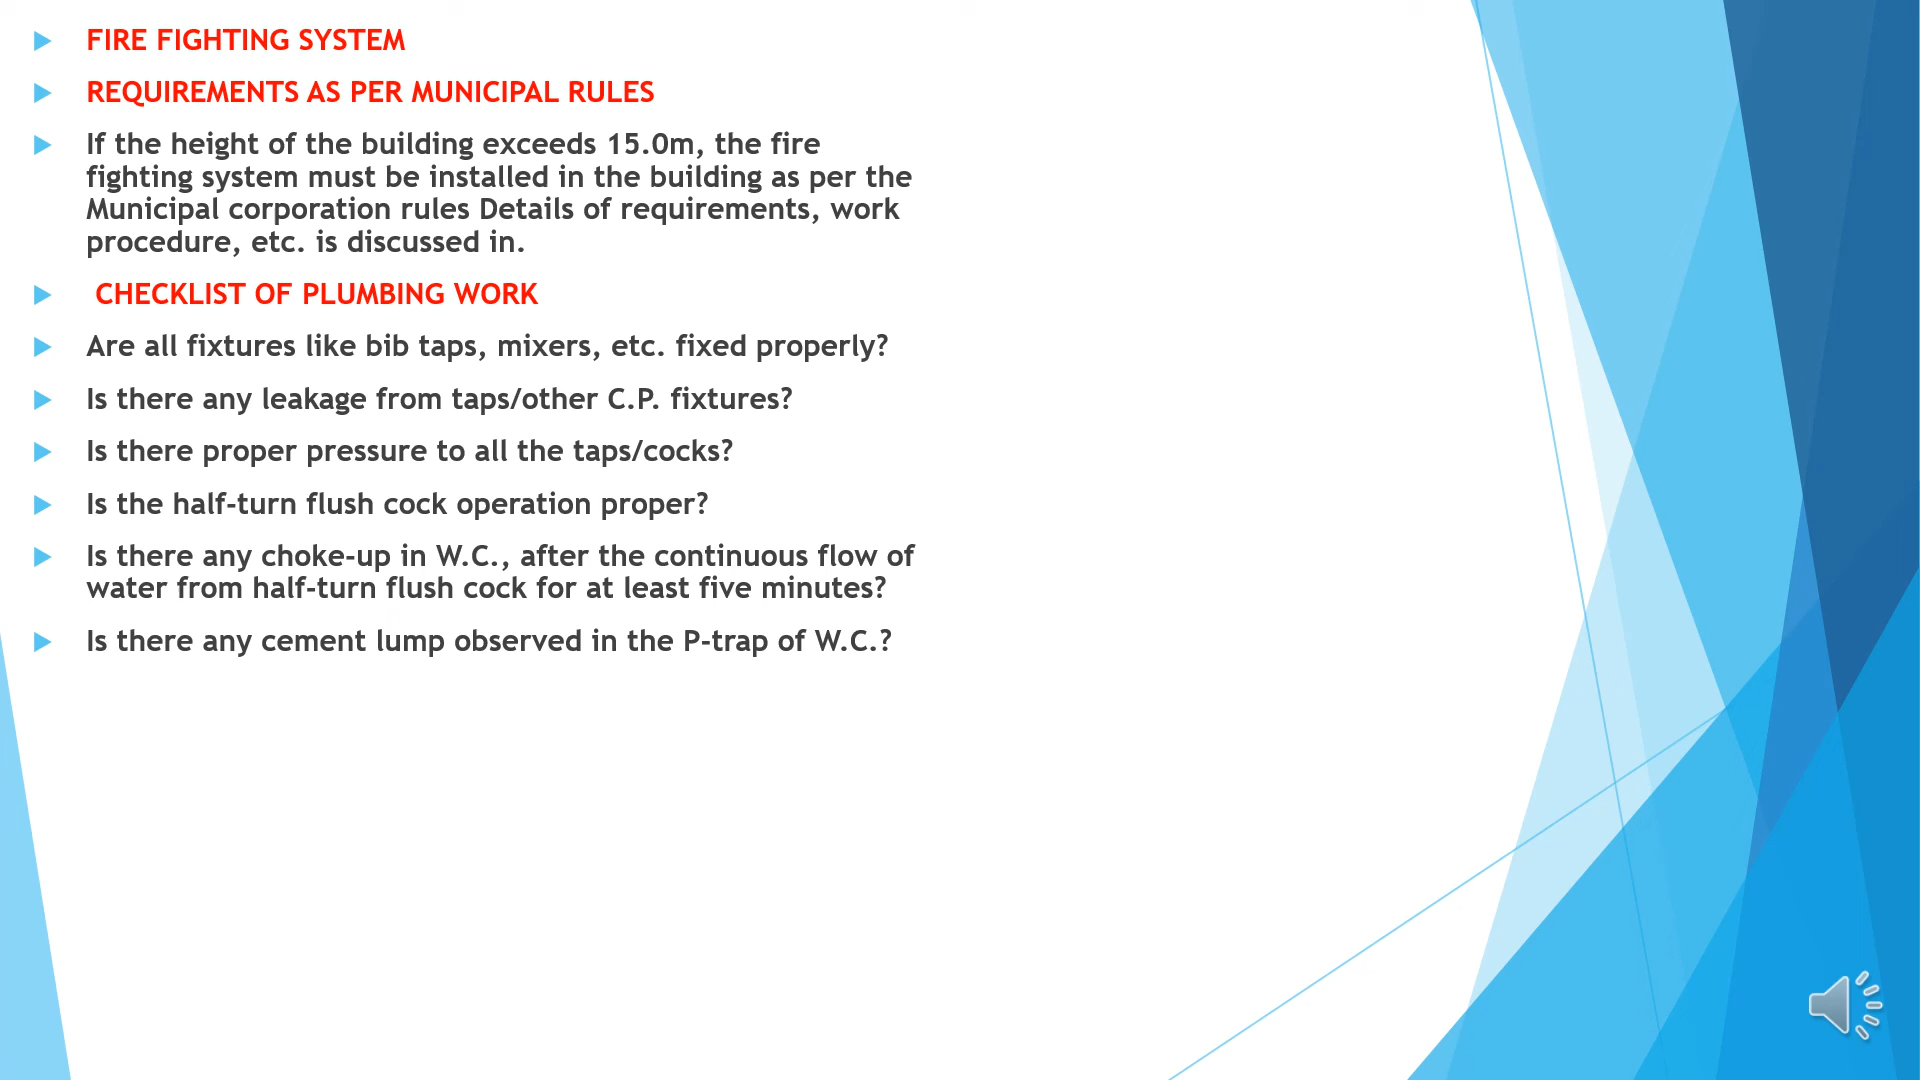 FIRE FIGHTING SYSTEM
REQUIREMENTS AS PER MUNICIPAL RULES
If the height of the building exceeds 15.0m, the fire
fighting system must be installed in the building as per the
Municipal corporation rules Details of requirements, work
procedure, etc. is discussed in.
CHECKLIST OF PLUMBING WORK
Are all fixtures like bib taps, mixers, etc. fixed properly?
Is there any leakage from taps/other C.P. fixtures?
Is there proper pressure to all the taps/cocks?
Is the half-turn flush cock operation proper?
Is there any choke-up in W.C., after the continuous flow of
water from half-turn flush cock for at least five minutes?
Is there any cement lump observed in the P-trap of W.C.?